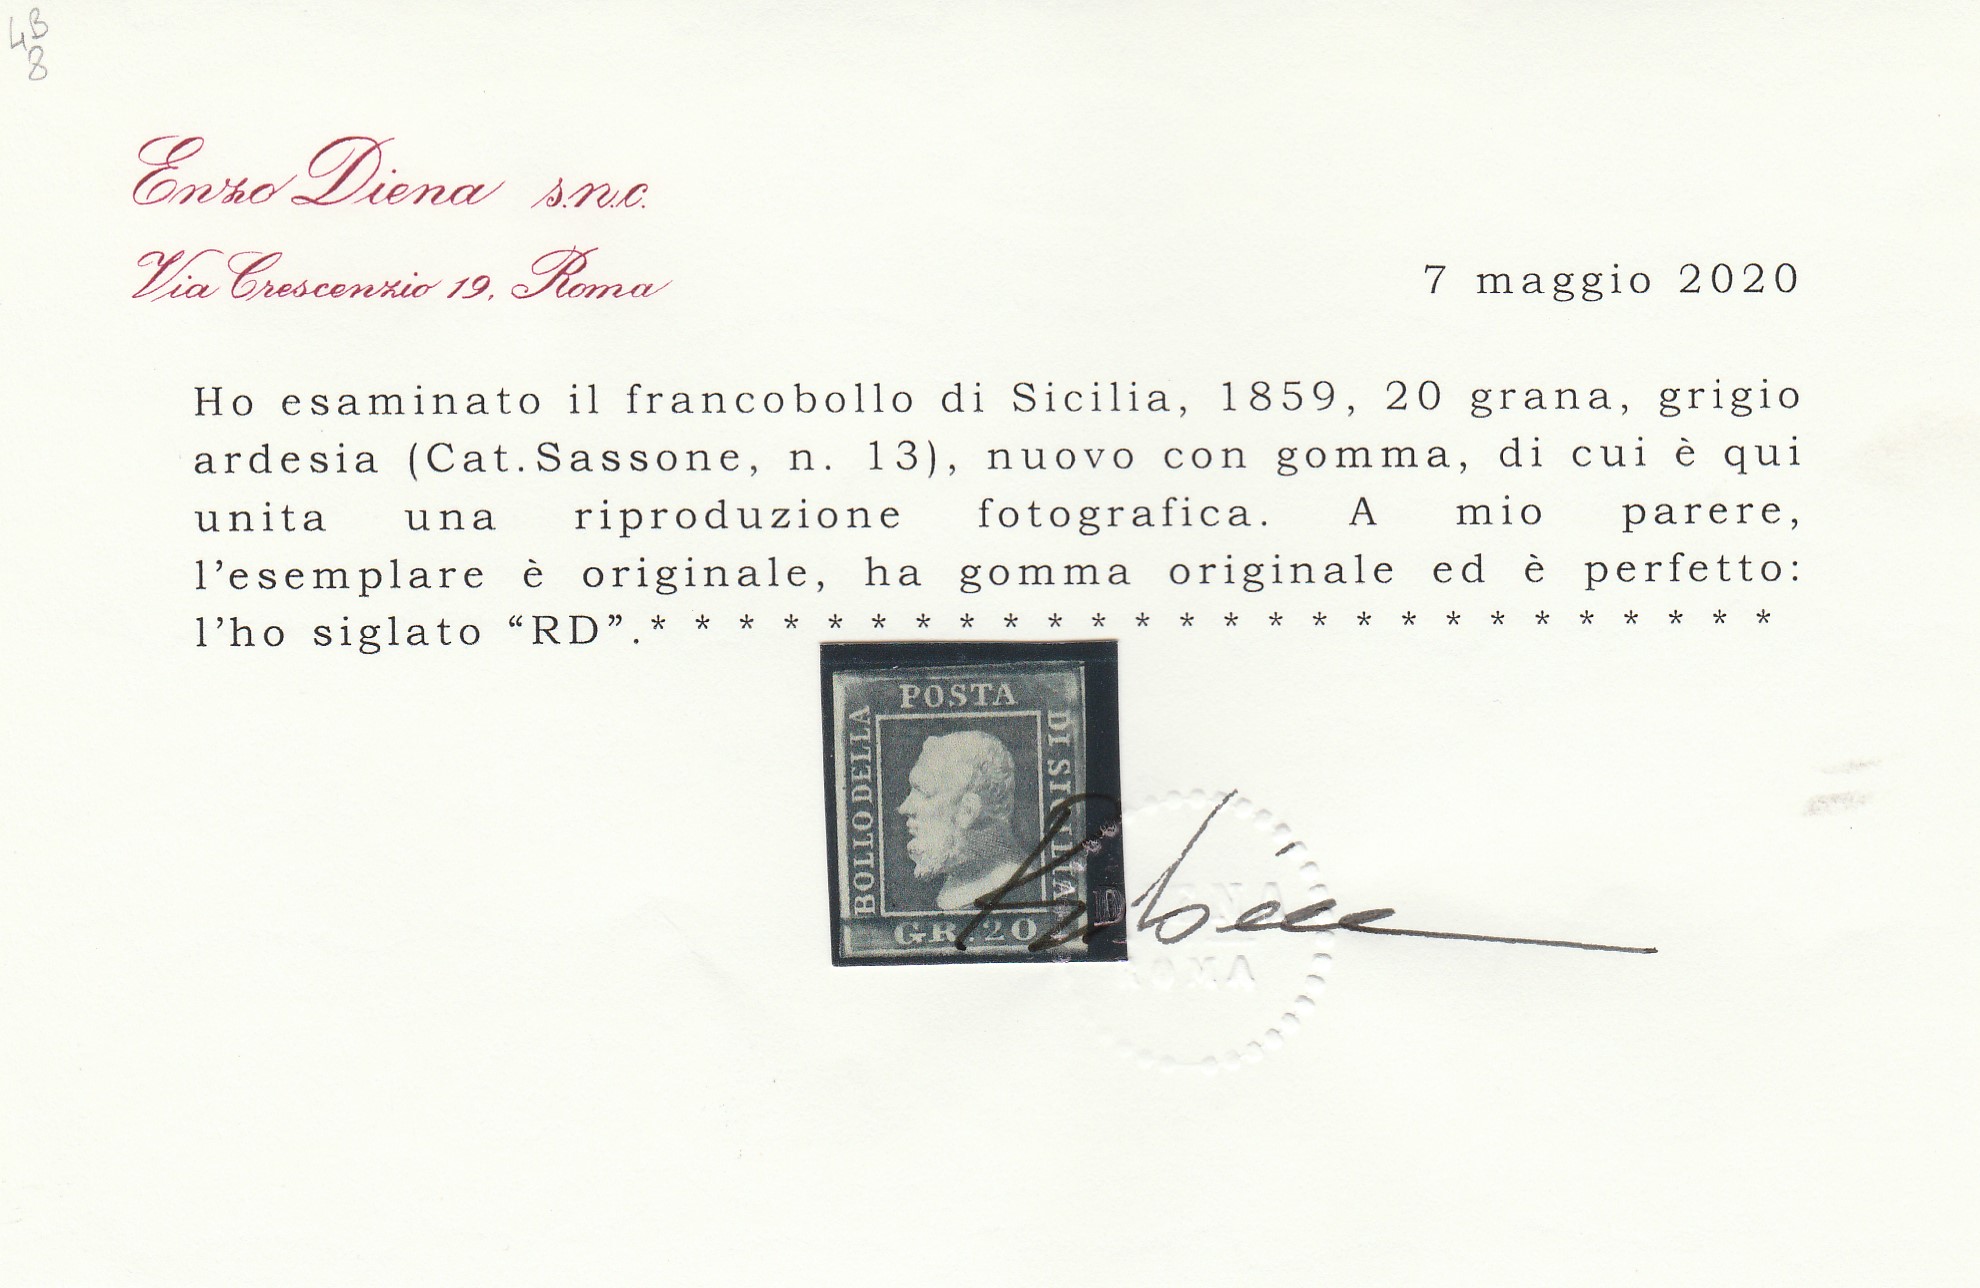 4B
8
Enzo Diena s.n.c.
Via Crescenzio 19, Roma
7 maggio 2020
Ho esaminato il francobollo di Sicilia, 1859, 20 grana, grigio
ardesia (Cat.Sassone, n. 13), nuovo con gomma, di cui è qui
unita una riproduzione fotografica. A mio parere,
l'esemplare è originale, ha gomma originale ed è perfetto:
l'ho siglato “RD”.* * * * * * * * * * * * * * * * * * * * * * * * * *
POSTA
BOLLO DELLA
DI SICILIA
GR. 20